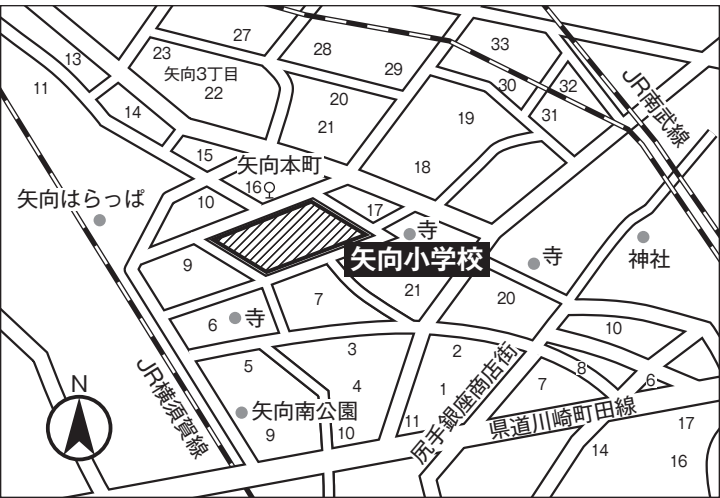 27
33
23
28
13
矢向3丁目
29
11
22
20
30
32
JR南武線
14
21
19
31
15
矢向本町
18
16
矢向はらっぱ
10
17
寺
矢向小学校
寺
神社
9
21
7
20
6
寺
10
3
2
5
8
4
1
7
6
N
JR横須賀線
矢向南公園
9
10
11
尻手銀座商店街
県道川崎町田線
17
14
16